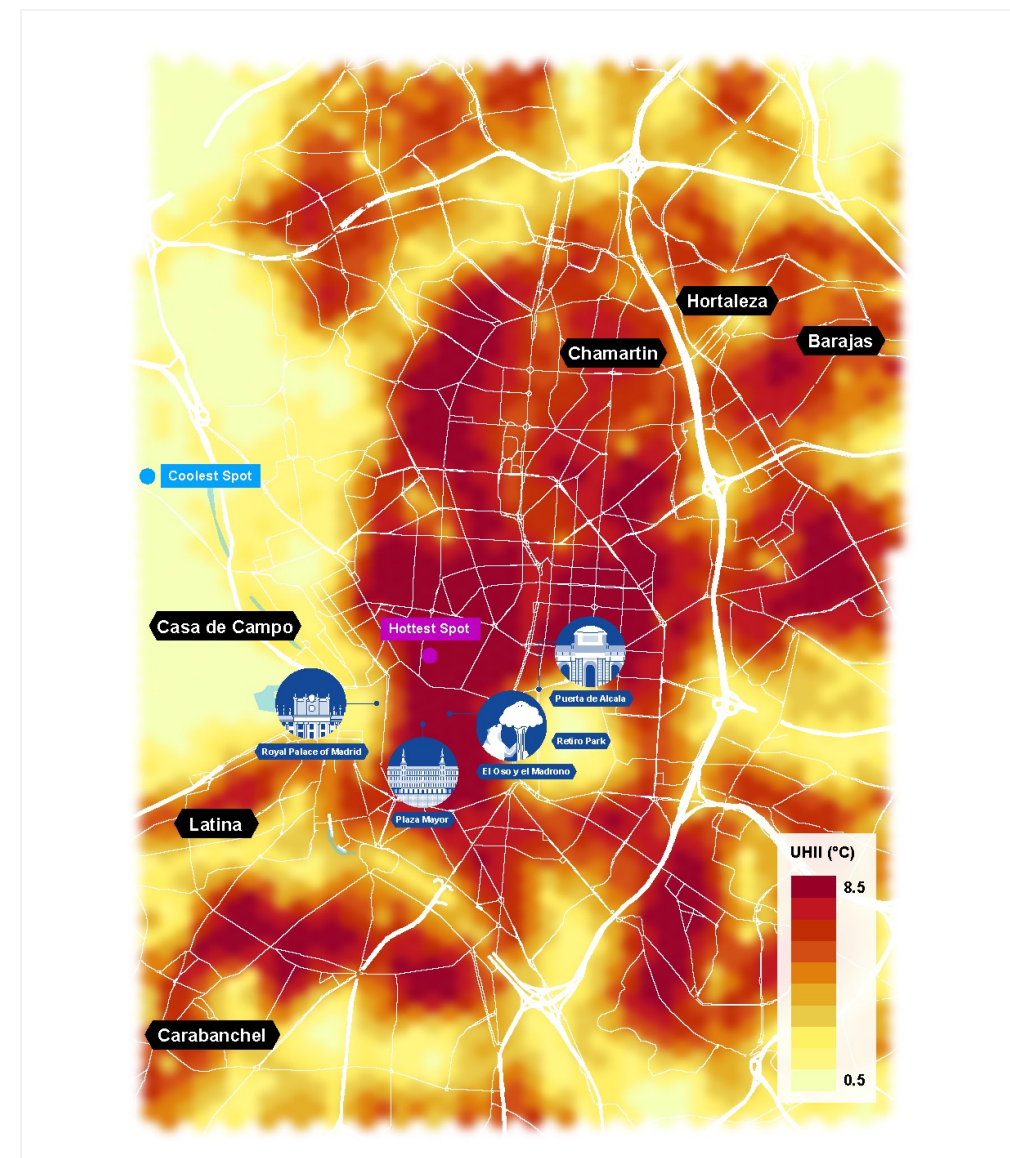 Hortaleza
Barajas
Chamartin
Coolest Spot
Casa de Campo
Hottest Spot
Puerta de Alcala
Retiro Park
Royal Palace of Madrid
El Oso y el Madrono
Plaza Mayor
Latina
UHII (°C)
8.5
0.5
Carabanchel